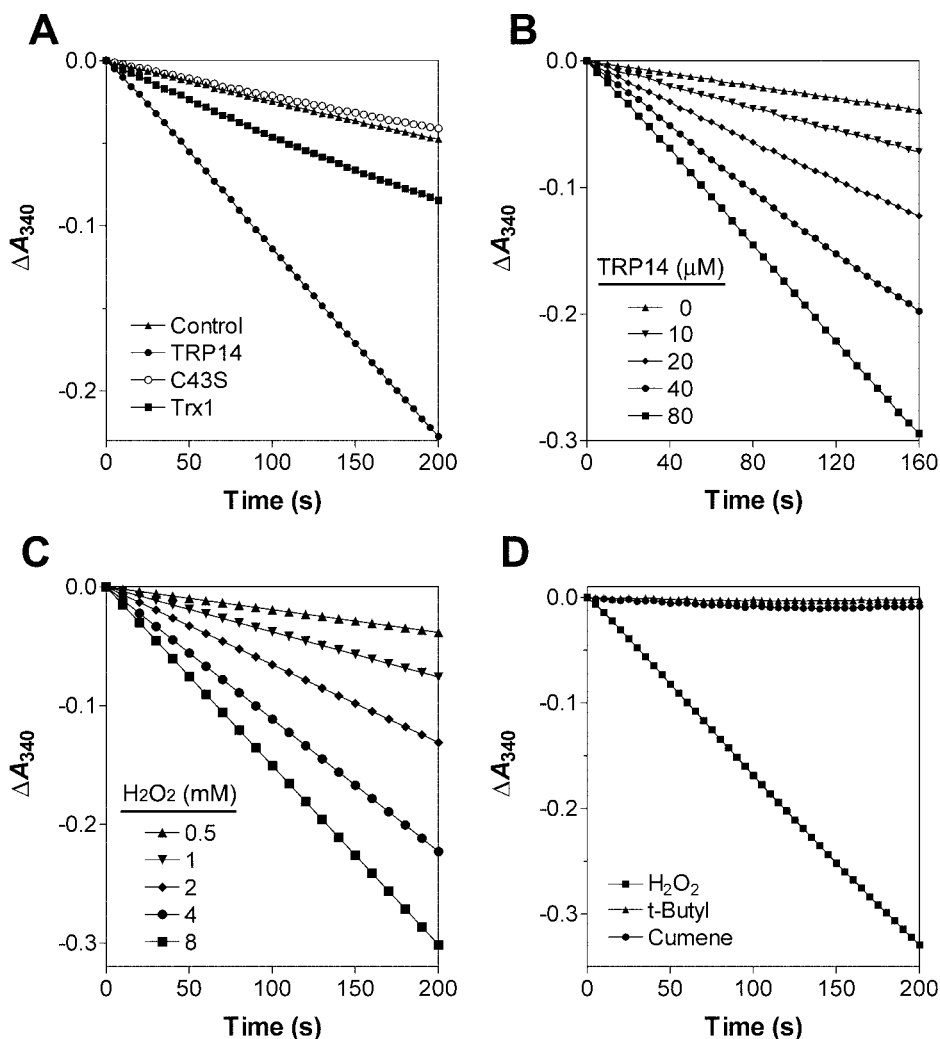 A
0.0
-0.1
-0.2
ΔA340
Control
TRP14
C43S
Trx1
0 50 100 150 200
Time (s)
B
0.0
-0.1
-0.2
-0.3
ΔA340
TRP14 (μM)
0
10
20
40
80
0 40 80 120 160
Time (s)
C
0.0
-0.1
-0.2
-0.3
ΔA340
H2O2 (mM)
0.5
1
2
4
8
0 50 100 150 200
Time (s)
D
0.0
-0.1
-0.2
-0.3
ΔA340
H2O2
t-Butyl
Cumene
0 50 100 150 200
Time (s)